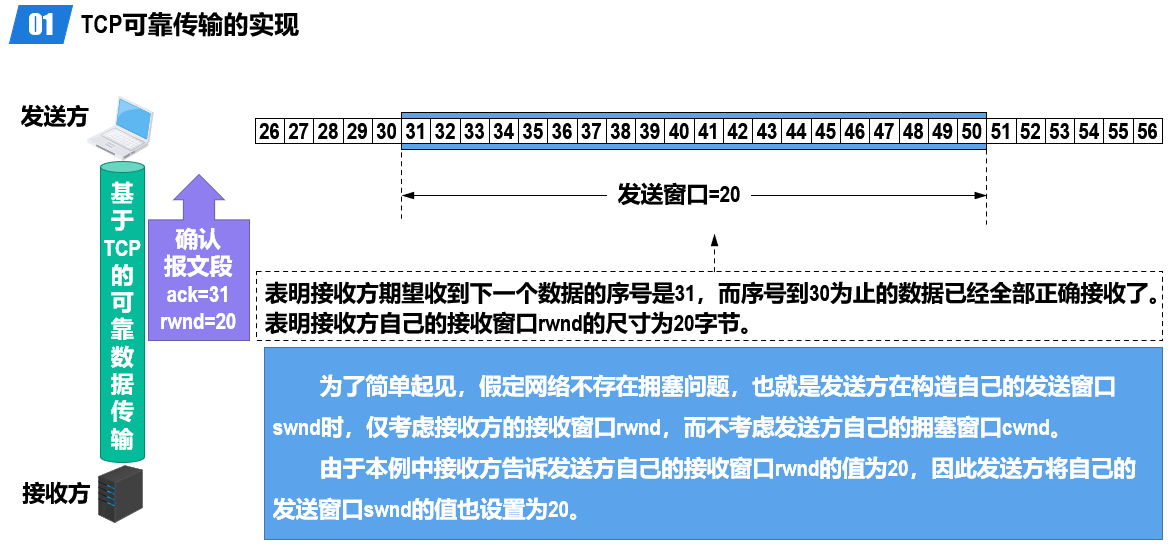 01 TCP可靠传输的实现
发送方
26 27 28 29 30 31 32 33 34 35 36 37 38 39 40 41 42 43 44 45 46 47 48 49 50 51 52 53 54 55 56
发送窗口=20
基于TCP的可靠数据传输
确认
报文段
ack=31
rwnd=20
表明接收方期望收到下一个数据的序号是31，而序号到30为止的数据已经全部正确接收了。
表明接收方自己的接收窗口rwnd的尺寸为20字节。
为了简单起见，假定网络不存在拥塞问题，也就是发送方在构造自己的发送窗口
swnd时，仅考虑接收方的接收窗口rwnd，而不考虑发送方自己的拥塞窗口cwnd。
由于本例中接收方告诉发送方自己的接收窗口rwnd的值为20，因此发送方将自己的
发送窗口swnd的值也设置为20。
接收方